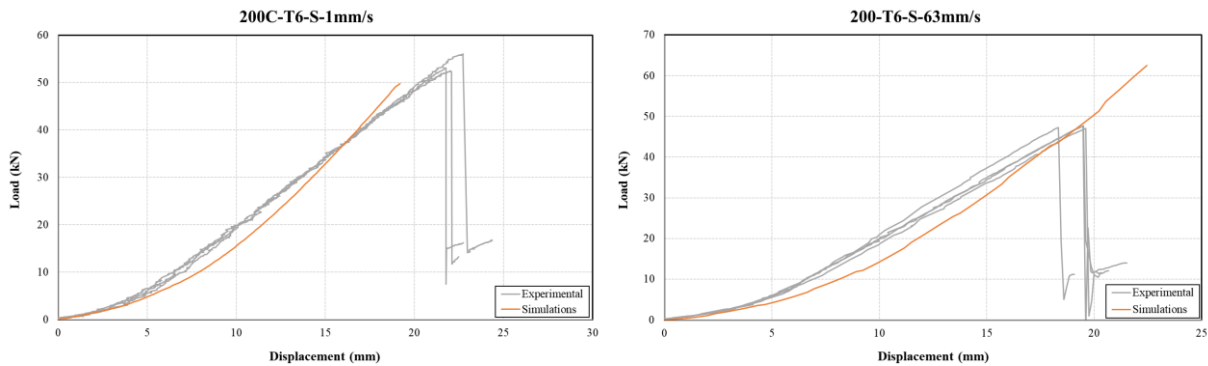 200C-T6-S-1mm/s
60
50
40
30
20
10
0
Load (kN)
0 5 10 15 20 25 30
Displacement (mm)
Experimental
Simulations
200-T6-S-63mm/s
70
60
50
40
30
20
10
0
Load (kN)
0 5 10 15 20 25
Displacement (mm)
Experimental
Simulations